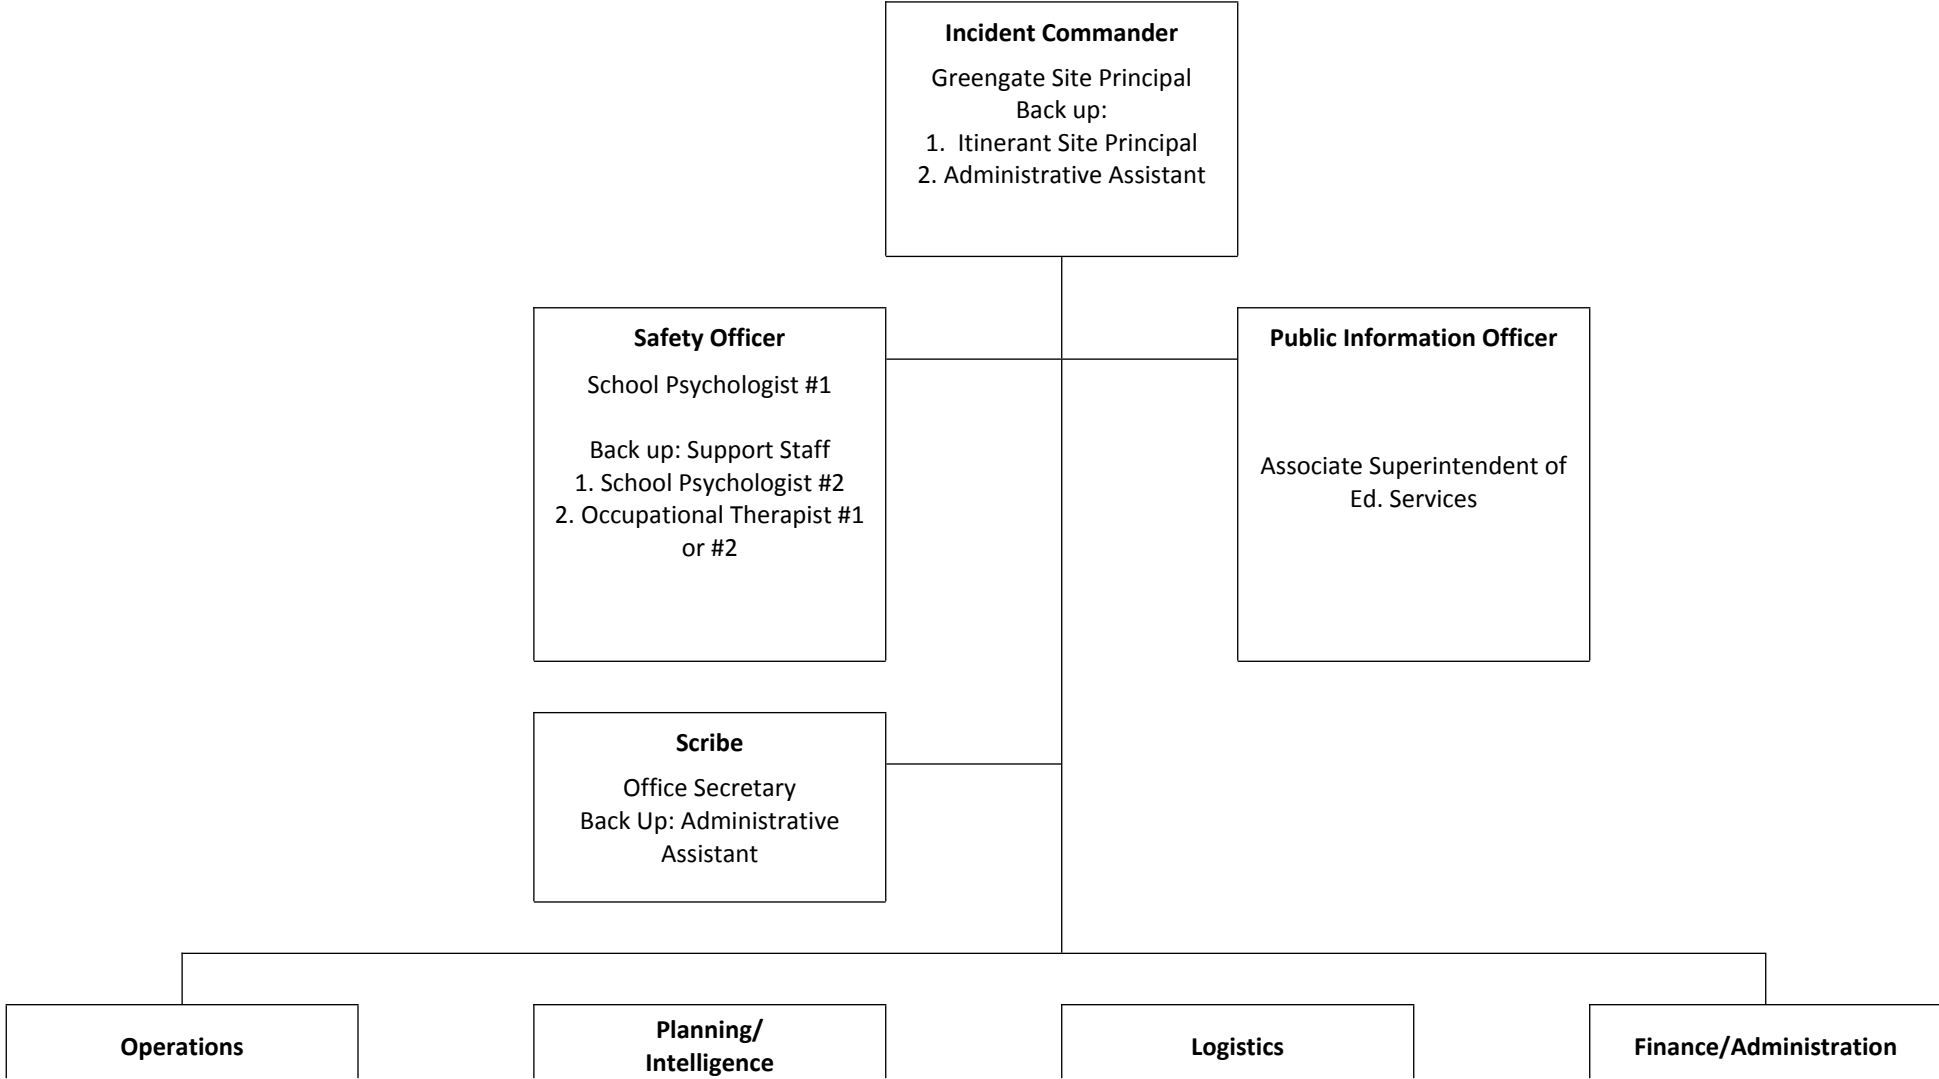 Incident Commander
Greengate Site Principal
Back up:
1. Itinerant Site Principal
2. Administrative Assistant
Safety Officer
School Psychologist #1
Back up: Support Staff
1. School Psychologist #2
2. Occupational Therapist #1
or #2
Public Information Officer
Associate Superintendent of
Ed. Services
Scribe
Office Secretary
Back Up: Administrative
Assistant
Operations
Planning/
Intelligence
Logistics
Finance/Administration